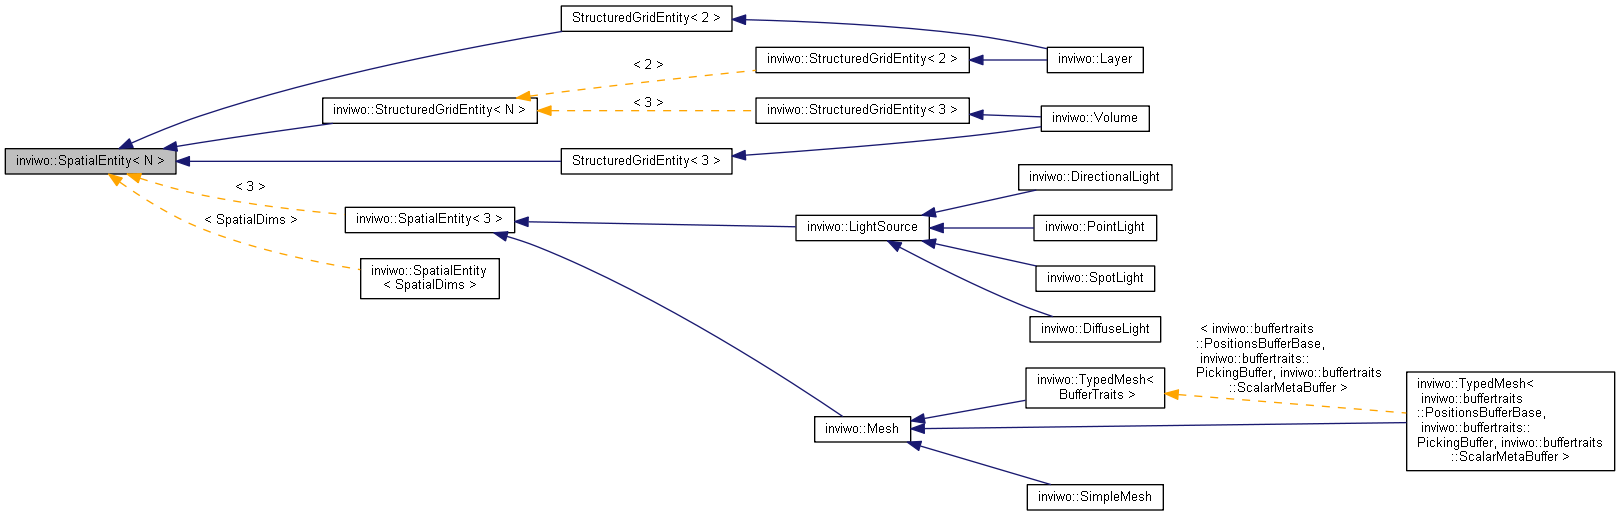 StructuredGridEntity< 2 >
inviwo::StructuredGridEntity< 2 >
inviwo::Layer
< 2 >
inviwo::StructuredGridEntity< N >
< 3 >
inviwo::StructuredGridEntity< 3 >
inviwo::Volume
inviwo::SpatialEntity< N >
StructuredGridEntity< 3 >
< 3 >
inviwo::DirectionalLight
< SpatialDims >
inviwo::SpatialEntity< 3 >
inviwo::LightSource
inviwo::PointLight
inviwo::SpatialEntity
< SpatialDims >
inviwo::SpotLight
inviwo::DiffuseLight
< inviwo::buffertraits
::PositionsBufferBase,
inviwo::buffertraits::
PickingBuffer, inviwo::buffertraits
::ScalarMetaBuffer >
inviwo::TypedMesh<
BufferTraits >
inviwo::TypedMesh<
inviwo::buffertraits
::PositionsBufferBase,
inviwo::buffertraits::
PickingBuffer, inviwo::buffertraits
::ScalarMetaBuffer >
inviwo::Mesh
inviwo::SimpleMesh